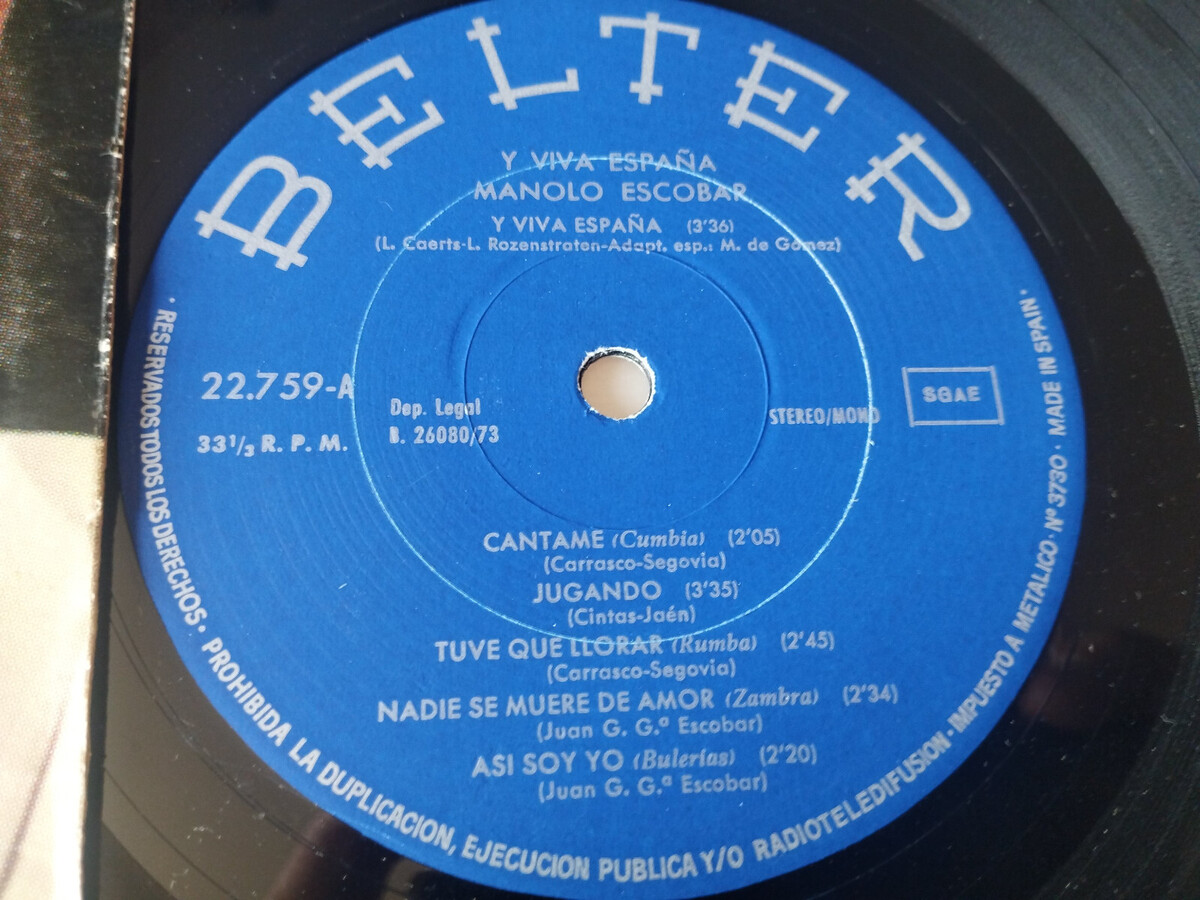 BELTER
Y VIVA ESPAÑA
MANOLO ESCOBAR
Y VIVA ESPAÑA (3'36)
(L. Caerts-L. Rozenstraten-Adapt. esp.: M. de Gómez)
22.759-A
33 1/3 R. P. M.
Dep. Legal
B. 26080/73
STEREO/MONO
SGAE
CANTAME (Cumbia) (2'05)
(Carrasco-Segovia)
JUGANDO (3'35)
(Cintas-Jaén)
TUVE QUE LLORAR (Rumba) (2'45)
(Carrasco-Segovia)
NADIE SE MUERE DE AMOR (Zambra) (2'34)
(Juan G. G.ª Escobar)
ASI SOY YO (Bulerías) (2'20)
(Juan G. G.ª Escobar)
· RESERVADOS TODOS LOS DERECHOS · PROHIBIDA LA DUPLICACION, EJECUCION PUBLICA Y/O RADIOTELEDIFUSION · IMPUESTO A METALICO · Nº 3730 · MADE IN SPAIN ·